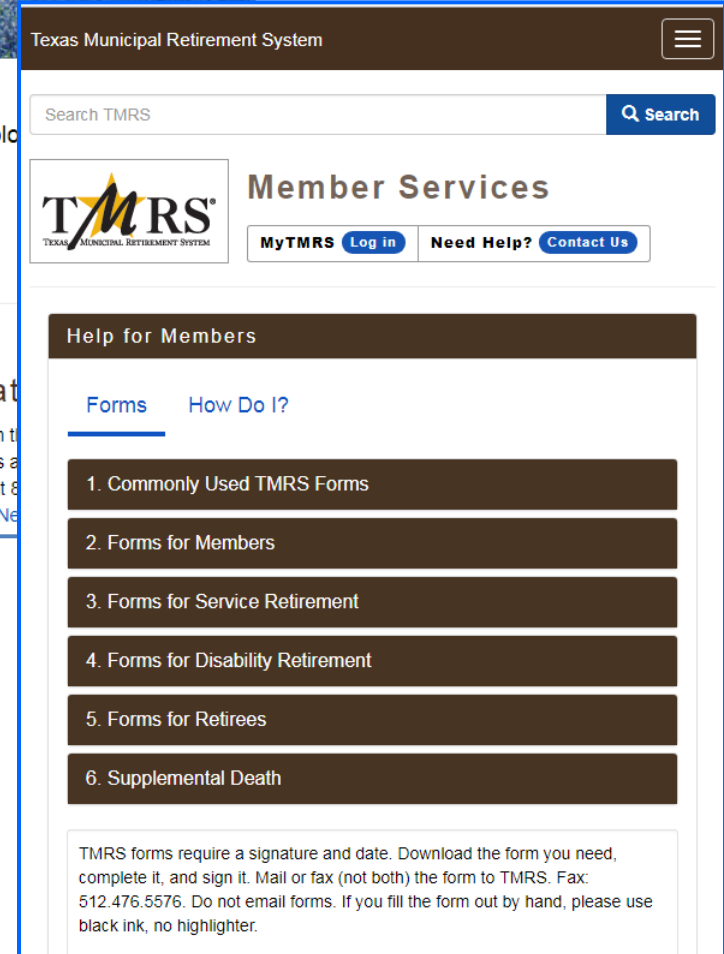 Texas Municipal Retirement System
Search TMRS
Search
TMRS®
TEXAS MUNICIPAL RETIREMENT SYSTEM
Member Services
MyTMRS Log in Need Help? Contact Us
Help for Members
Forms How Do I?
1. Commonly Used TMRS Forms
2. Forms for Members
3. Forms for Service Retirement
4. Forms for Disability Retirement
5. Forms for Retirees
6. Supplemental Death
TMRS forms require a signature and date. Download the form you need,
complete it, and sign it. Mail or fax (not both) the form to TMRS. Fax:
512.476.5576. Do not email forms. If you fill the form out by hand, please use
black ink, no highlighter.